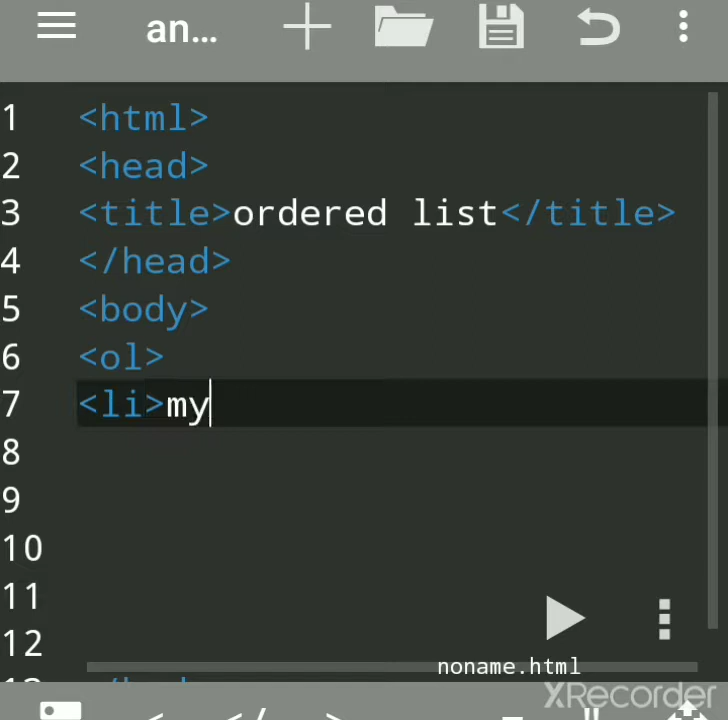 an...
1 <html>
2 <head>
3 <title>ordered list</title>
4 </head>
5 <body>
6 <ol>
7 <li>my
8
9
10
11
12
noname.html
XRecorder
< </ > = "